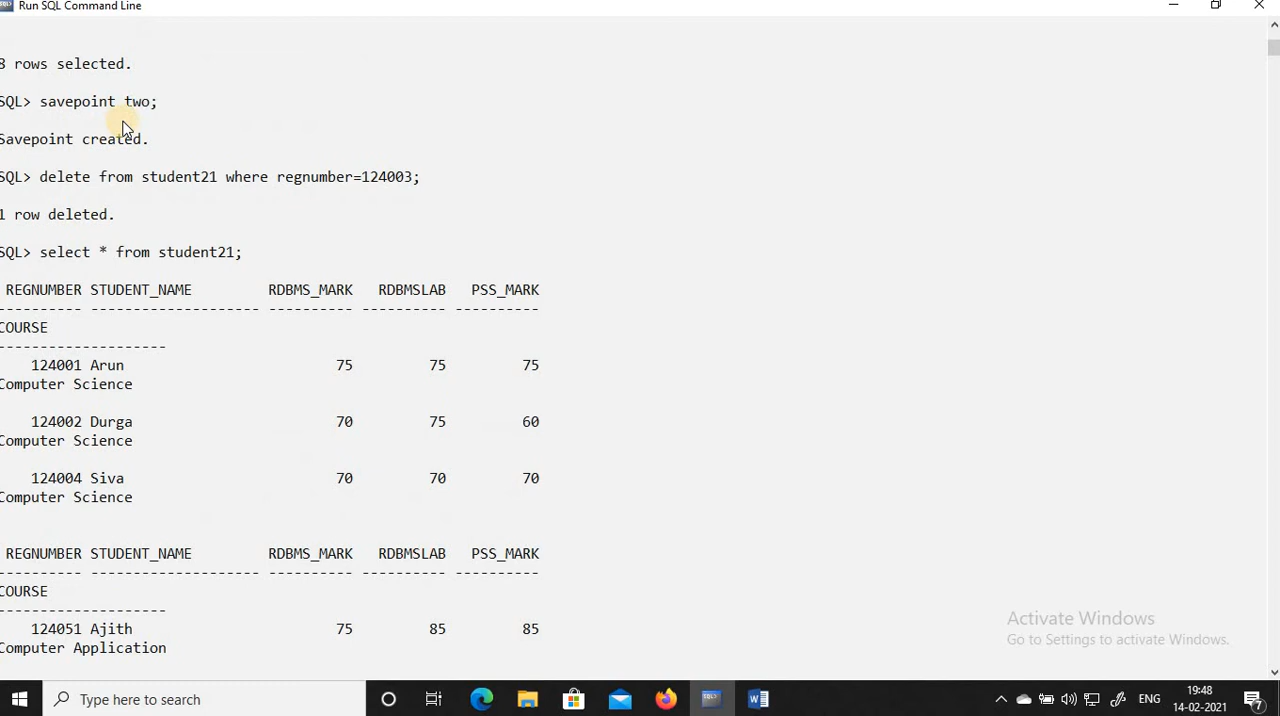 Run SQL Command Line
8 rows selected.
SQL> savepoint two;
Savepoint created.
SQL> delete from student21 where regnumber=124003;
1 row deleted.
SQL> select * from student21;
REGNUMBER STUDENT_NAME RDBMS_MARK RDBMSLAB PSS_MARK
---------- -------------------- ---------- ---------- ----------
COURSE
--------------------
124001 Arun 75 75 75
Computer Science
124002 Durga 70 75 60
Computer Science
124004 Siva 70 70 70
Computer Science
REGNUMBER STUDENT_NAME RDBMS_MARK RDBMSLAB PSS_MARK
---------- -------------------- ---------- ---------- ----------
COURSE
--------------------
124051 Ajith 75 85 85
Computer Application
Activate Windows
Go to Settings to activate Windows.
Type here to search
ENG
19:48
14-02-2021
7